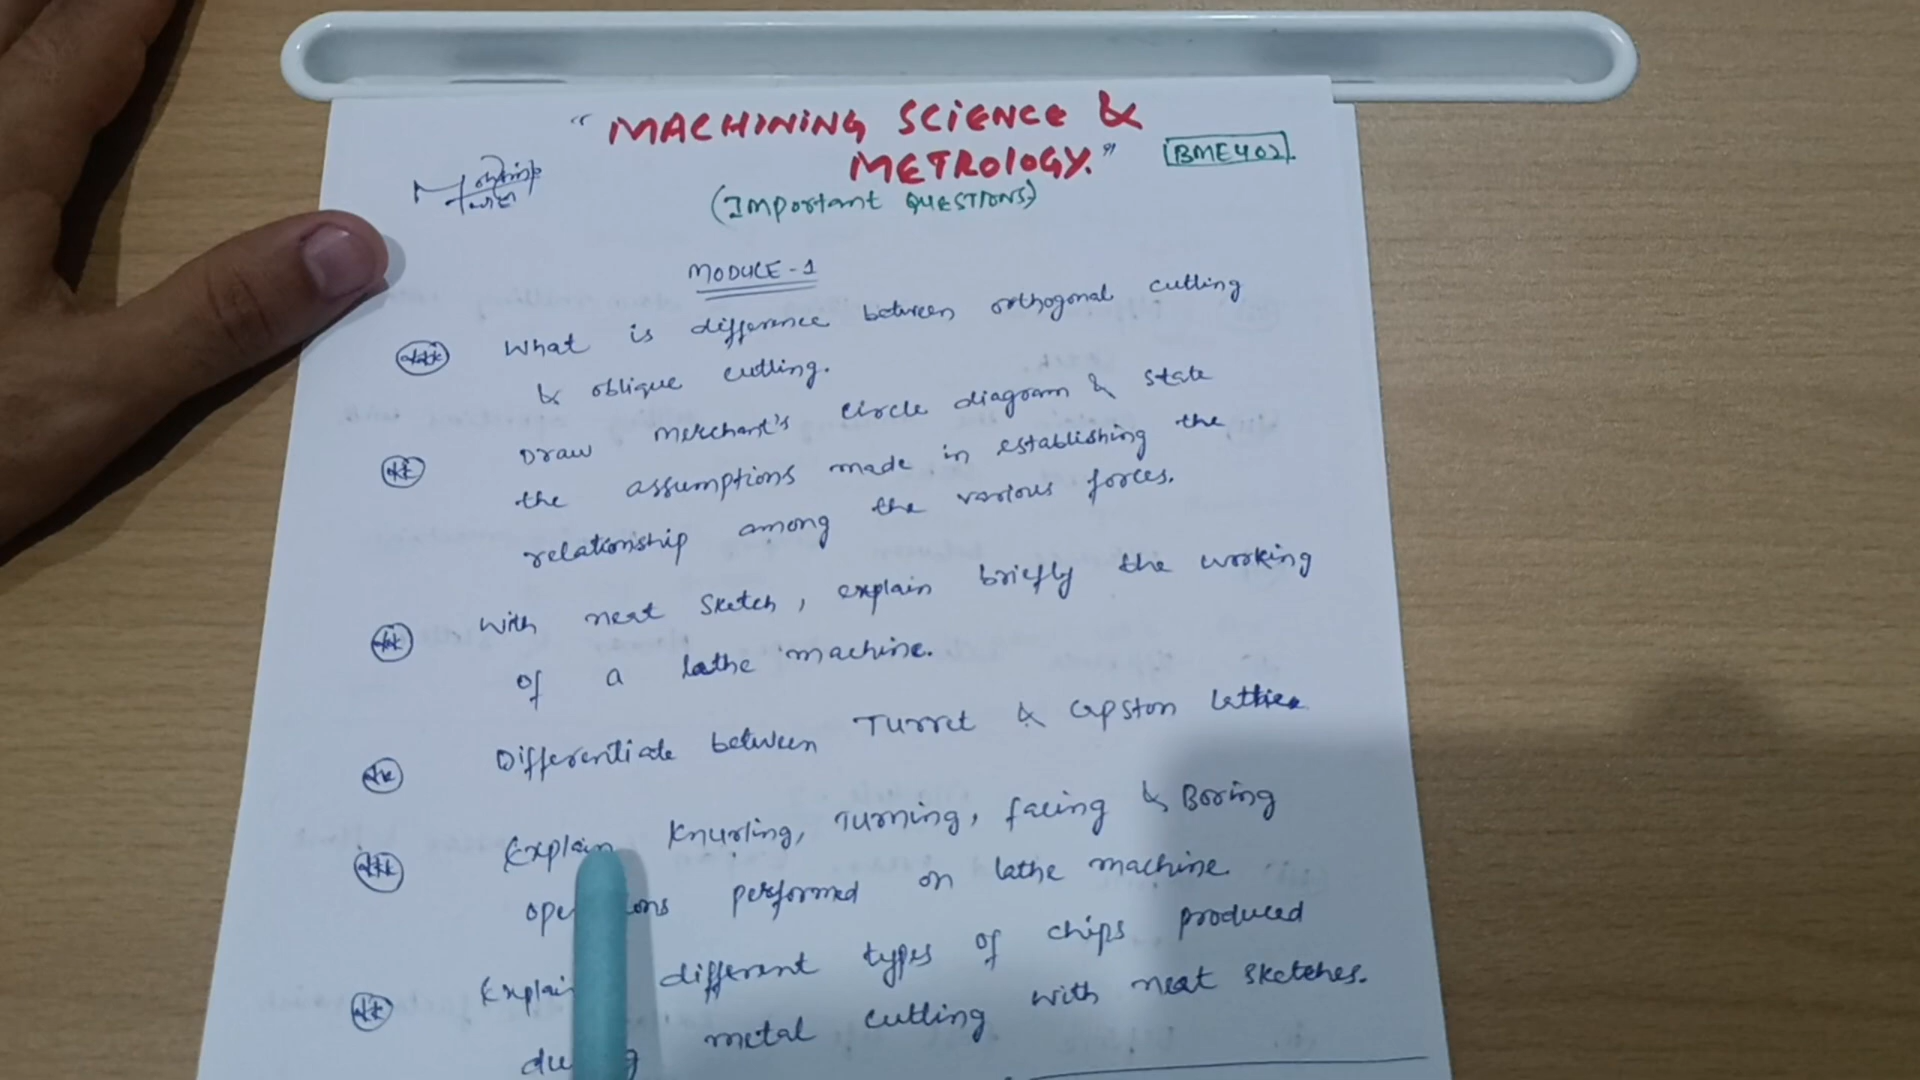 “ MACHINING SCIENCE &
METROLOGY.”
[BME402]
(Important QUESTIONS)
MODULE-1
What is difference between orthogonal cutting
& oblique cutting.
Draw merchant's circle diagram & state
the assumptions made in establishing the
relationship among the various forces.
With neat sketch, explain briefly the working
of a lathe machine.
Differentiate between Turret & Capston
Explain Knurling, Turning, facing & Boring
performed on lathe machine.
different types of chips produced
metal cutting with neat sketches.